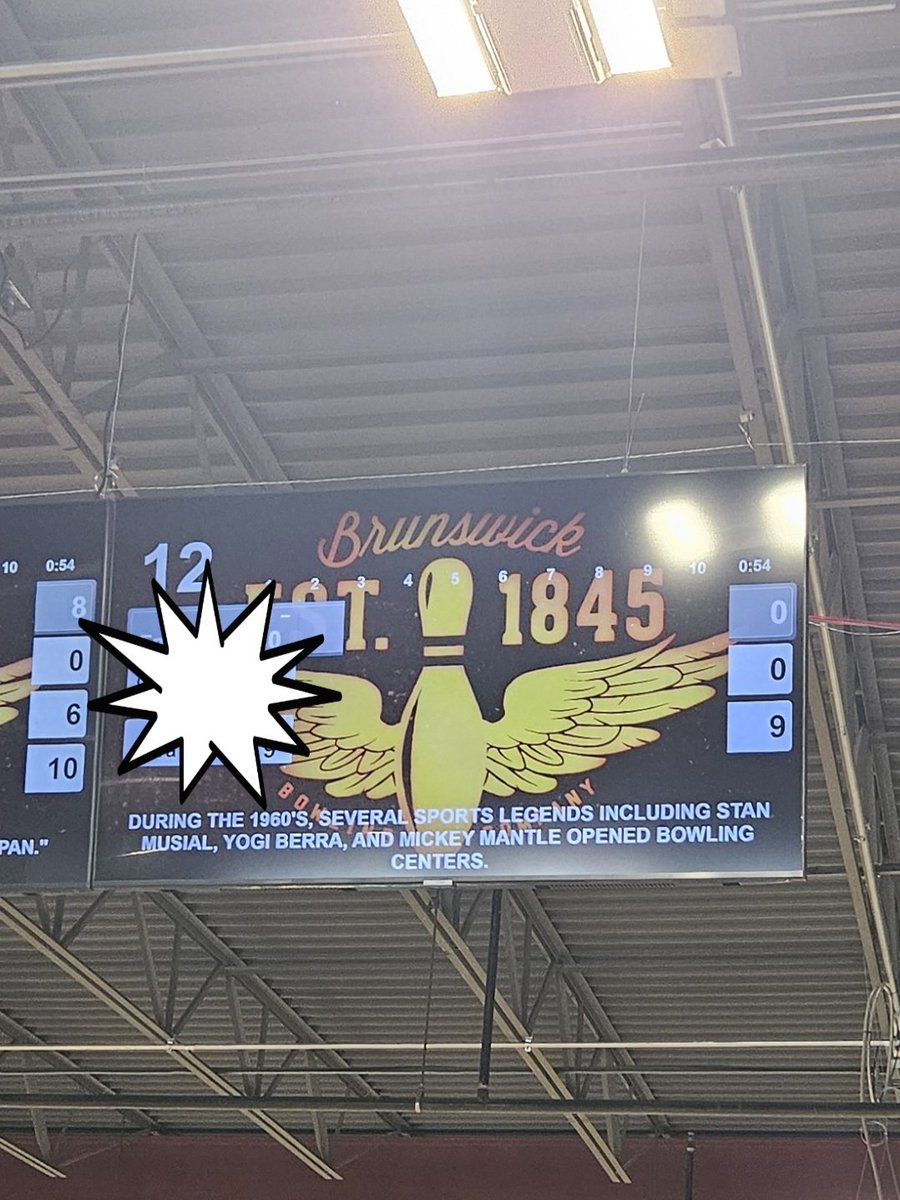 10 0:54
8
0
6
10
PAN."
12
Brunswick
2 3 4 5 6 7 8 9 10 0:54
EST. 1845
0
0
9
9
DURING THE 1960'S, SEVERAL SPORTS LEGENDS INCLUDING STAN
MUSIAL, YOGI BERRA, AND MICKEY MANTLE OPENED BOWLING
CENTERS.